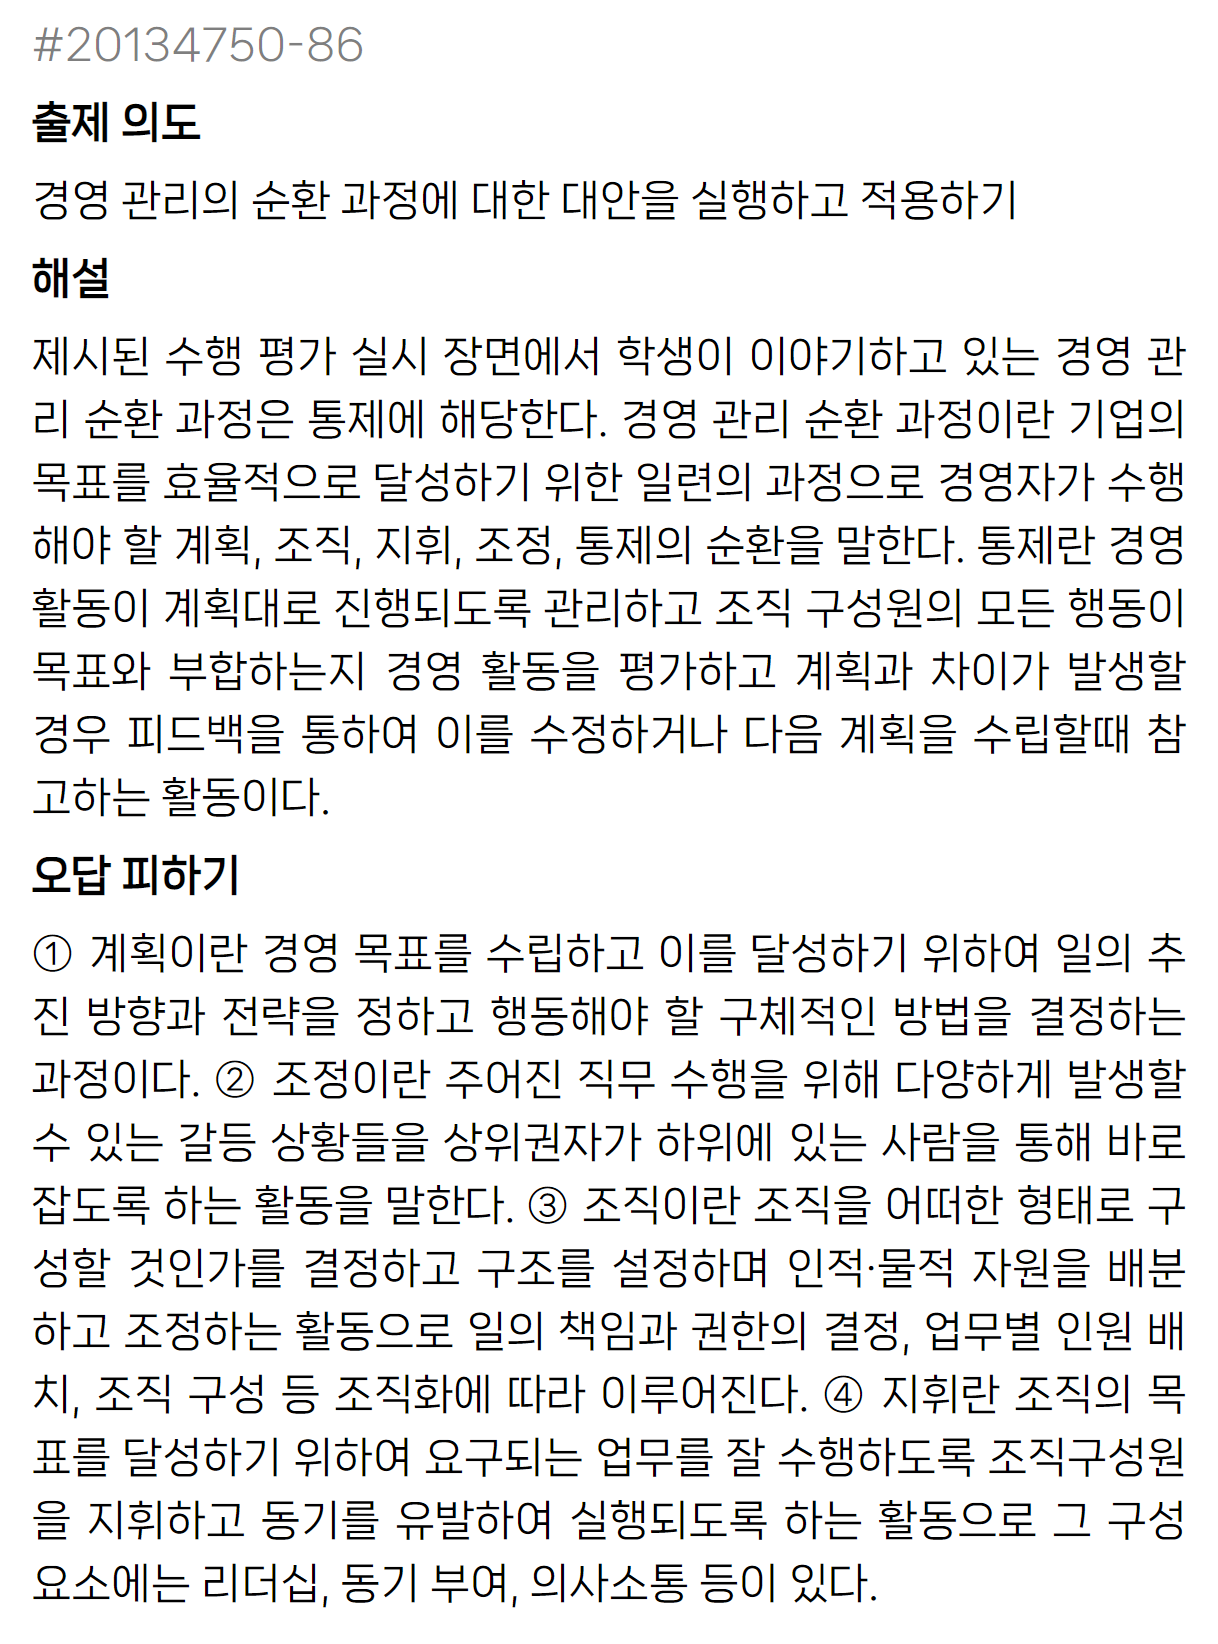 #20134750-86
출제 의도
경영 관리의 순환 과정에 대한 대안을 실행하고 적용하기
해설
제시된 수행 평가 실시 장면에서 학생이 이야기하고 있는 경영 관
리 순환 과정은 통제에 해당한다. 경영 관리 순환 과정이란 기업의
목표를 효율적으로 달성하기 위한 일련의 과정으로 경영자가 수행
해야 할 계획, 조직, 지휘, 조정, 통제의 순환을 말한다. 통제란 경영
활동이 계획대로 진행되도록 관리하고 조직 구성원의 모든 행동이
목표와 부합하는지 경영 활동을 평가하고 계획과 차이가 발생할
경우 피드백을 통하여 이를 수정하거나 다음 계획을 수립할때 참
고하는 활동이다.
오답 피하기
① 계획이란 경영 목표를 수립하고 이를 달성하기 위하여 일의 추
진 방향과 전략을 정하고 행동해야 할 구체적인 방법을 결정하는
과정이다. ② 조정이란 주어진 직무 수행을 위해 다양하게 발생할
수 있는 갈등 상황들을 상위권자가 하위에 있는 사람을 통해 바로
잡도록 하는 활동을 말한다. ③ 조직이란 조직을 어떠한 형태로 구
성할 것인가를 결정하고 구조를 설정하며 인적·물적 자원을 배분
하고 조정하는 활동으로 일의 책임과 권한의 결정, 업무별 인원 배
치, 조직 구성 등 조직화에 따라 이루어진다. ④ 지휘란 조직의 목
표를 달성하기 위하여 요구되는 업무를 잘 수행하도록 조직구성원
을 지휘하고 동기를 유발하여 실행되도록 하는 활동으로 그 구성
요소에는 리더십, 동기 부여, 의사소통 등이 있다.